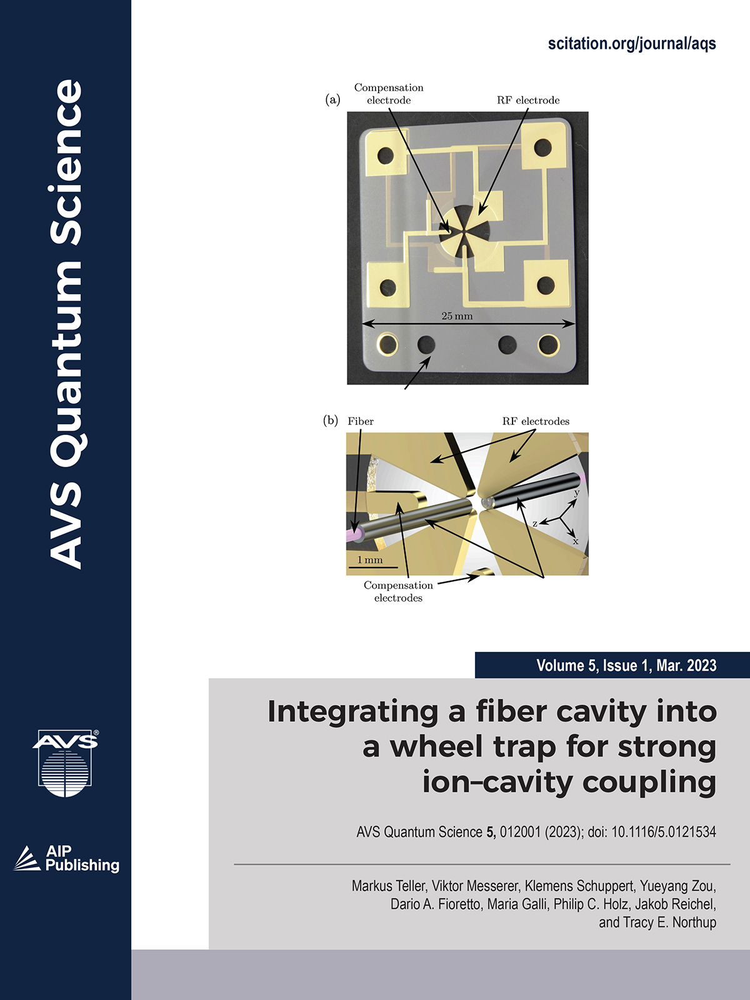 scitation.org/journal/aqs
AVS Quantum Science
(a)
Compensation
electrode
RF electrode
25 mm
(b)
Fiber
RF electrodes
y
z
x
1 mm
Compensation
electrodes
Volume 5, Issue 1, Mar. 2023
Integrating a fiber cavity into
a wheel trap for strong
ion–cavity coupling
AVS Quantum Science 5, 012001 (2023); doi: 10.1116/5.0121534
Markus Teller, Viktor Messerer, Klemens Schuppert, Yueyang Zou,
Dario A. Fioretto, Maria Galli, Philip C. Holz, Jakob Reichel,
and Tracy E. Northup
AVS®
AIP
Publishing